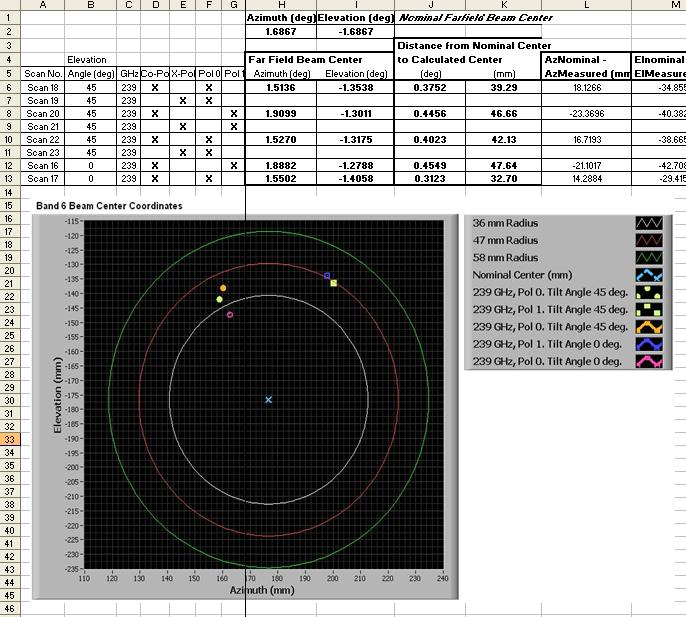 A B C D E F G H I J K L M
1 Azimuth (deg) Elevation (deg) Nominal Farfield Beam Center
2 1.6867 -1.6867
3 Distance from Nominal Center
4 Elevation Far Field Beam Center to Calculated Center AzNominal - Elnominal
5 Scan No. Angle (deg) GHz Co-Po X-Pol Pol 0 Pol 1 Azimuth (deg) Elevation (deg) (deg) (mm) AzMeasured (mm ElMeasure
6 Scan 18 45 239 X X 1.5136 -1.3538 0.3752 39.29 18.1266 -34.855
7 Scan 19 45 239 X X
8 Scan 20 45 239 X X 1.9099 -1.3011 0.4456 46.66 -23.3696 -40.382
9 Scan 21 45 239 X X
10 Scan 22 45 239 X X 1.5270 -1.3175 0.4023 42.13 16.7193 -38.665
11 Scan 23 45 239 X X
12 Scan 16 0 239 X X 1.8882 -1.2788 0.4549 47.64 -21.1017 -42.708
13 Scan 17 0 239 X X 1.5502 -1.4058 0.3123 32.70 14.2884 -29.415
14
15
16
17
18
19
20
21
22
23
24
25
26
27
28
29
30
31
32
33
34
35
36
37
38
39
40
41
42
43
44
45
46
Band 6 Beam Center Coordinates
-115
-120
-125
-130
-135
-140
-145
-150
-155
-160
-165
-170
-175
-180
-185
-190
-195
-200
-205
-210
-215
-220
-225
-230
-235
Elevation (mm)
110 120 130 140 150 160 170 180 190 200 210 220 230 240
Azimuth (mm)
36 mm Radius
47 mm Radius
58 mm Radius
Nominal Center (mm)
239 GHz, Pol 0. Tilt Angle 45 deg.
239 GHz, Pol 1. Tilt Angle 45 deg.
239 GHz, Pol 0. Tilt Angle 45 deg.
239 GHz, Pol 1. Tilt Angle 0 deg.
239 GHz, Pol 0. Tilt Angle 0 deg.